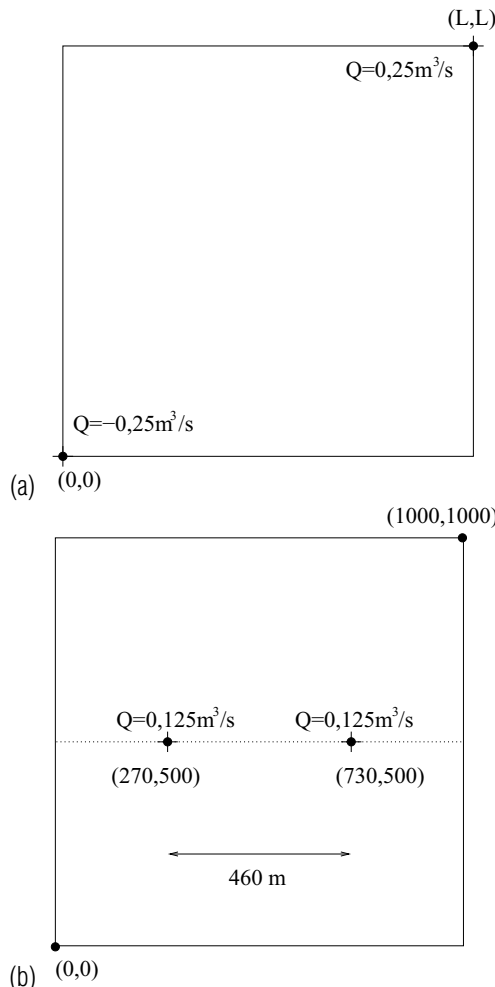 (L,L)
Q=0,25m³/s
Q=−0,25m³/s
(a) (0,0)
(1000,1000)
Q=0,125m³/s Q=0,125m³/s
(270,500) (730,500)
460 m
(b) (0,0)